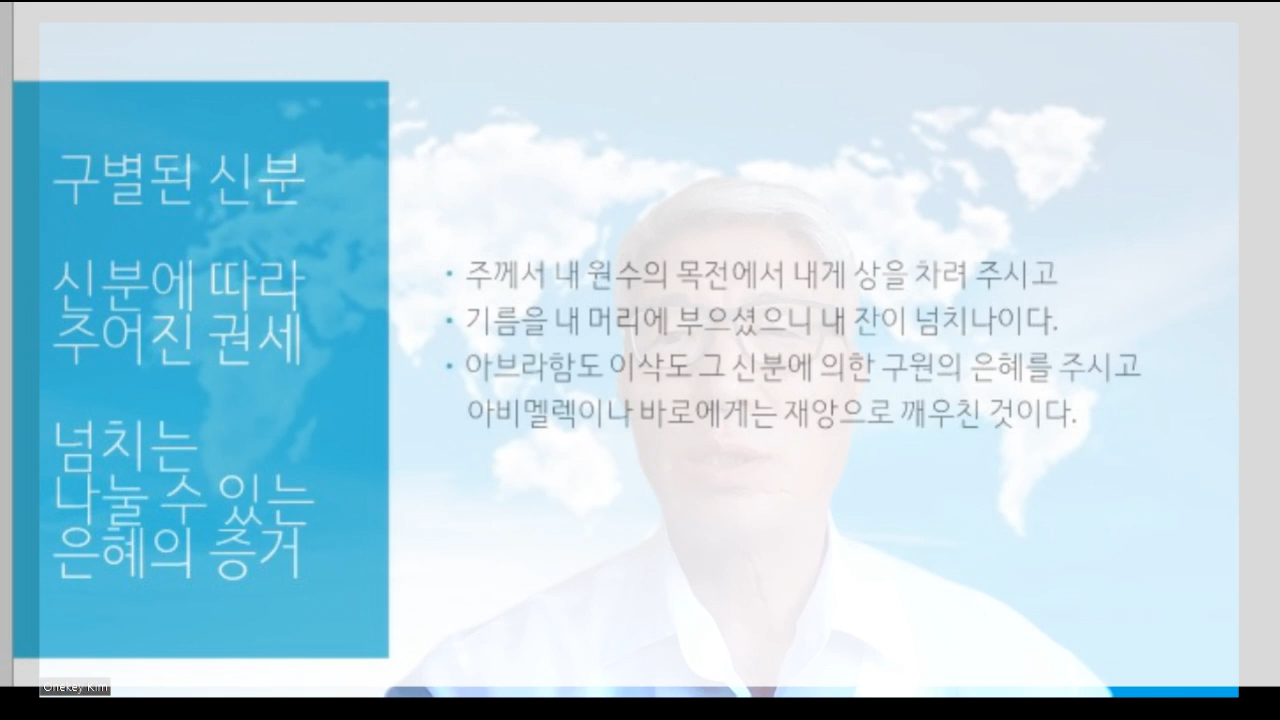 구별된 신분
신분에 따라
주어진 권세
넘치는
나눌 수 있는
은혜의 증거
• 주께서 내 원수의 목전에서 내게 상을 차려 주시고
• 기름을 내 머리에 부으셨으니 내 잔이 넘치나이다.
• 아브라함도 이삭도 그 신분에 의한 구원의 은혜를 주시고
아비멜렉이나 바로에게는 재앙으로 깨우친 것이다.
Onekey Kim